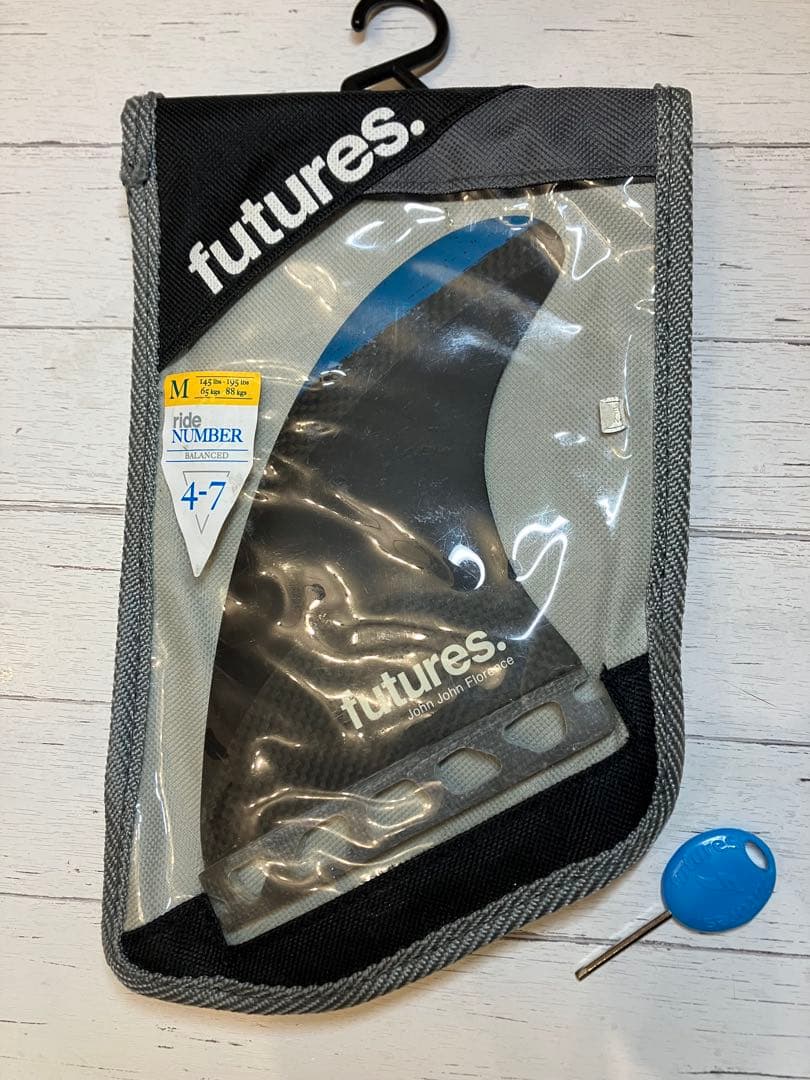 futures.
M
145 lbs - 195 lbs
65 kgs 88 kgs
ride
NUMBER
BALANCED
4-7
futures.
John John Florence